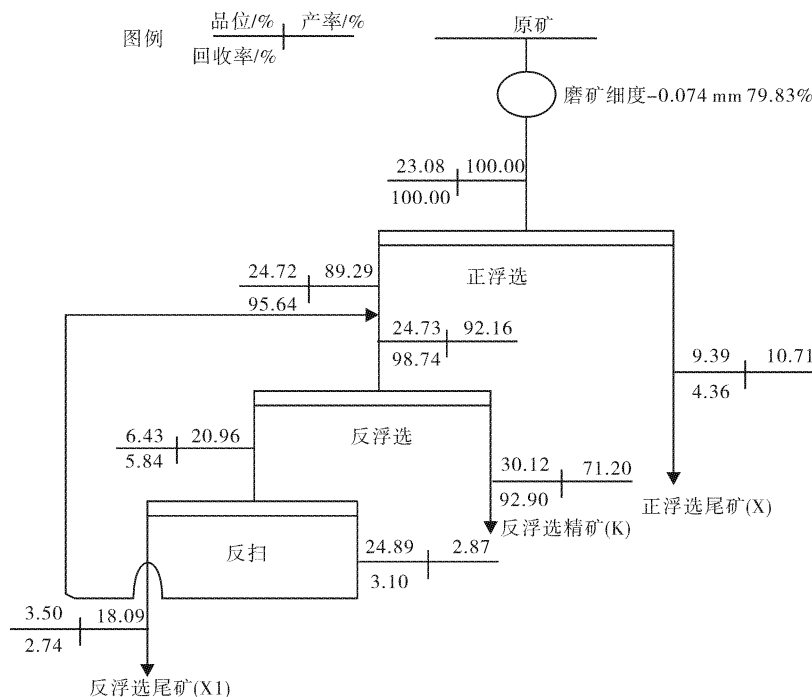 图例
品位/% 产率/%
回收率/%
原矿
磨矿细度-0.074 mm 79.83%
23.08 100.00
100.00
正浮选
24.72 89.29
95.64
24.73 92.16
98.74
9.39 10.71
4.36
反浮选
6.43 20.96
5.84
30.12 71.20
92.90
正浮选尾矿(X)
反浮选精矿(K)
反扫
24.89 2.87
3.10
3.50 18.09
2.74
反浮选尾矿(X1)